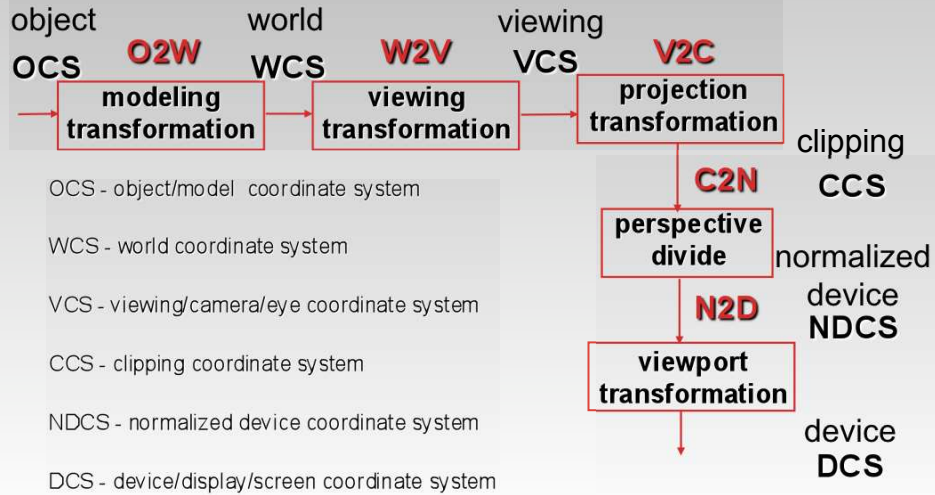 object
OCS
O2W
modeling
transformation
world
WCS
W2V
viewing
transformation
viewing
VCS
V2C
projection
transformation
clipping
CCS
C2N
perspective
divide
normalized
device
NDCS
N2D
viewport
transformation
device
DCS
OCS - object/model coordinate system
WCS - world coordinate system
VCS - viewing/camera/eye coordinate system
CCS - clipping coordinate system
NDCS - normalized device coordinate system
DCS - device/display/screen coordinate system